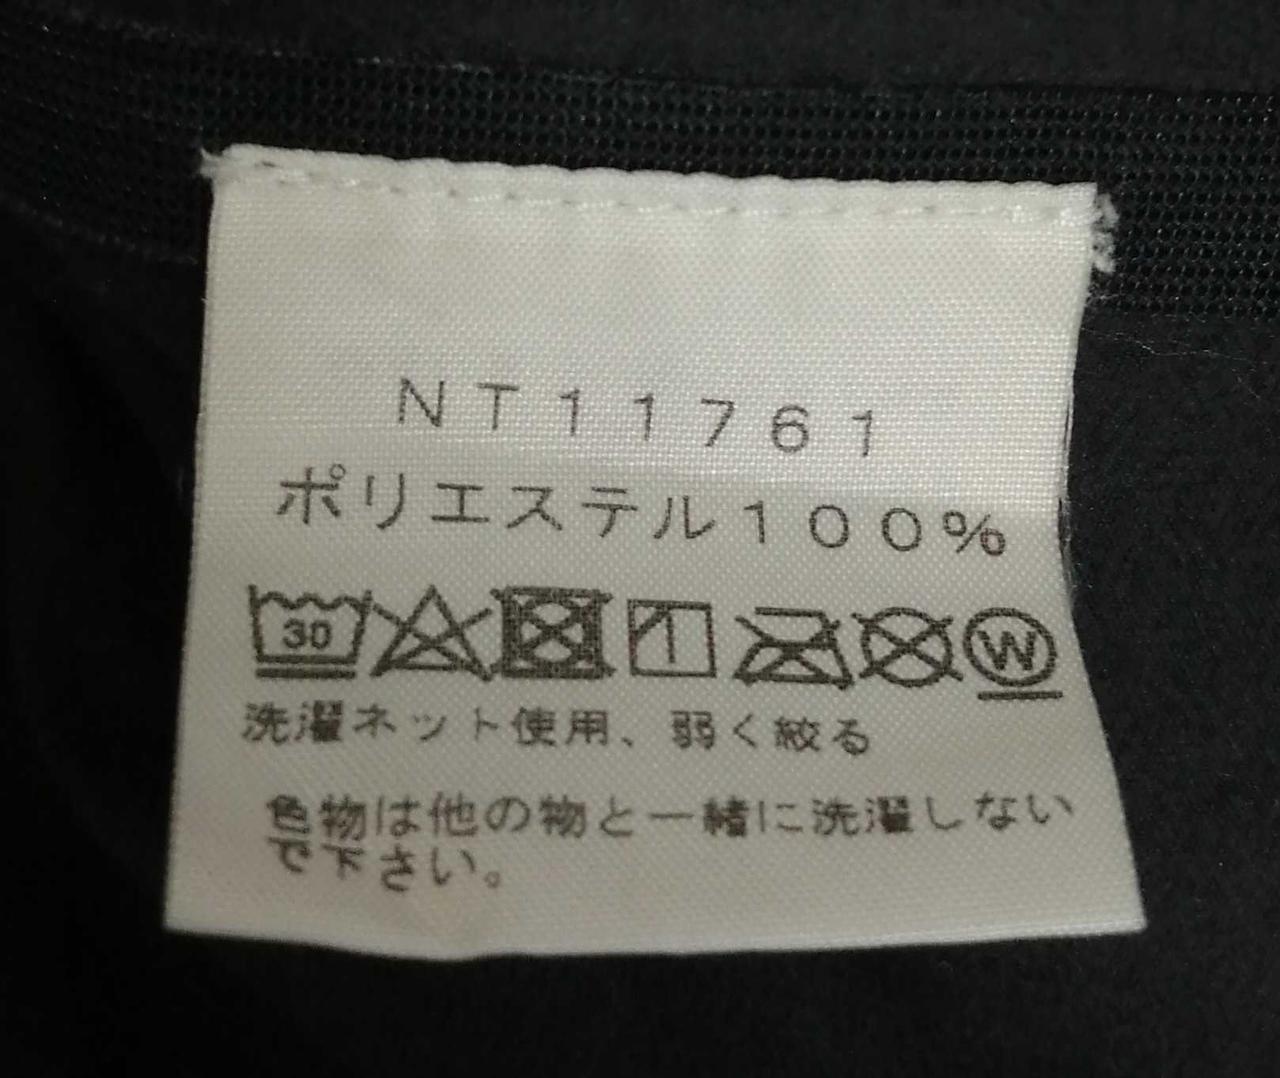 NT11761
ポリエステル100%
30 W
洗濯ネット使用、弱く絞る
色物は他の物と一緒に洗濯しない
で下さい。